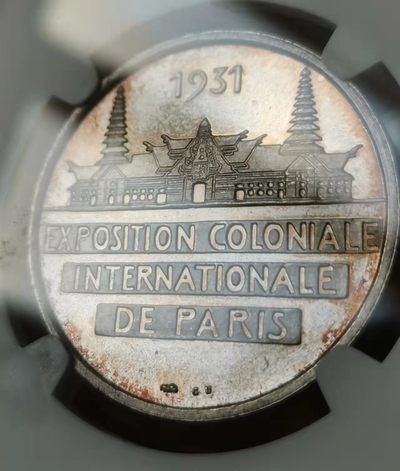 1931
EXPOSITION COLONIALE
INTERNATIONALE
DE PARIS